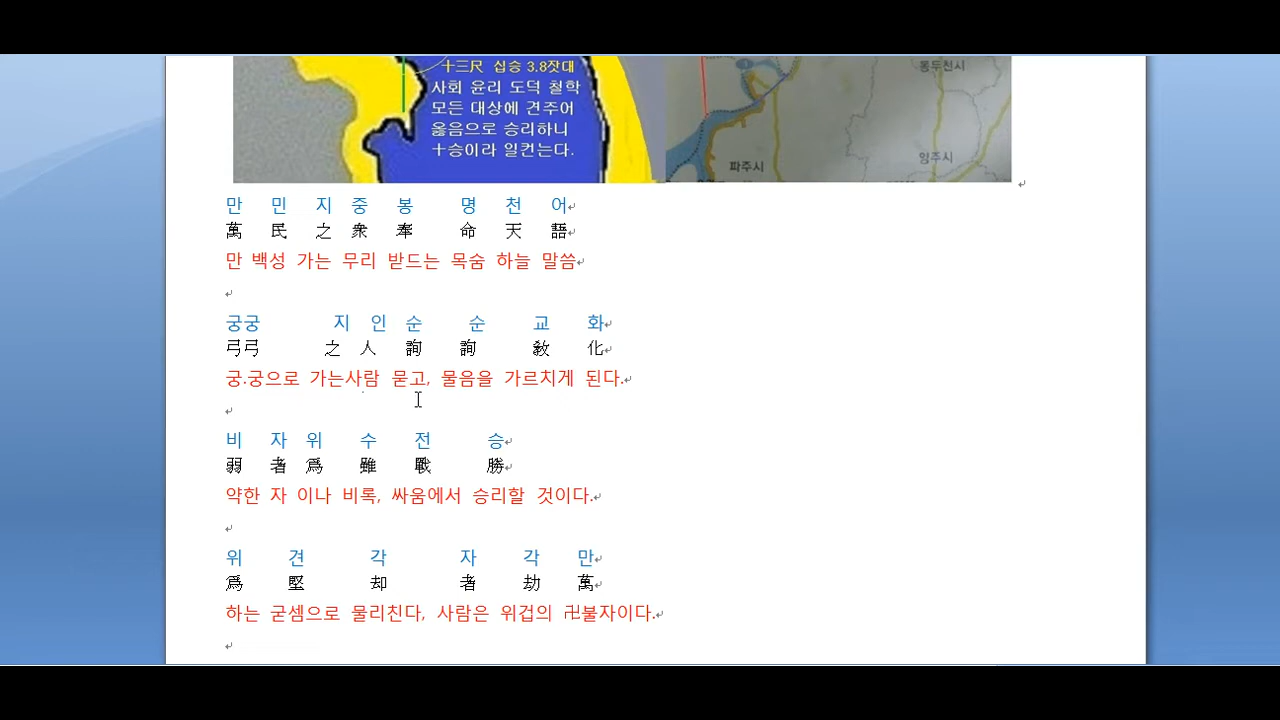 十三尺 십승 3.8잣대
사회 윤리 도덕 철학
모든 대상에 견주어
옳음으로 승리하니
十승이라 일컫는다.
동두천시
양주시
파주시
만 민 지 중 봉 명 천 어
萬 民 之 衆 奉 命 天 語
만 백성 가는 무리 받드는 목숨 하늘 말씀
궁궁 지 인 순 순 교 화
弓弓 之 人 詢 詢 敎 化
궁.궁으로 가는사람 묻고, 물음을 가르치게 된다.
비 자 위 수 전 승
弱 者 爲 雖 戰 勝
약한 자 이나 비록, 싸움에서 승리할 것이다.
위 견 각 자 각 만
爲 堅 却 者 劫 萬
하는 굳셈으로 물리친다, 사람은 위겁의 卍불자이다.